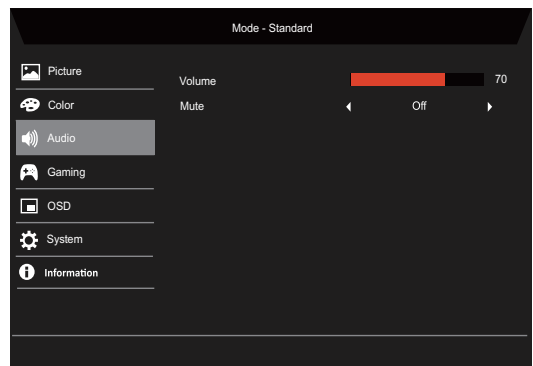 Mode - Standard
Picture
Color
Audio
Gaming
OSD
System
Information
Volume 70
Mute Off